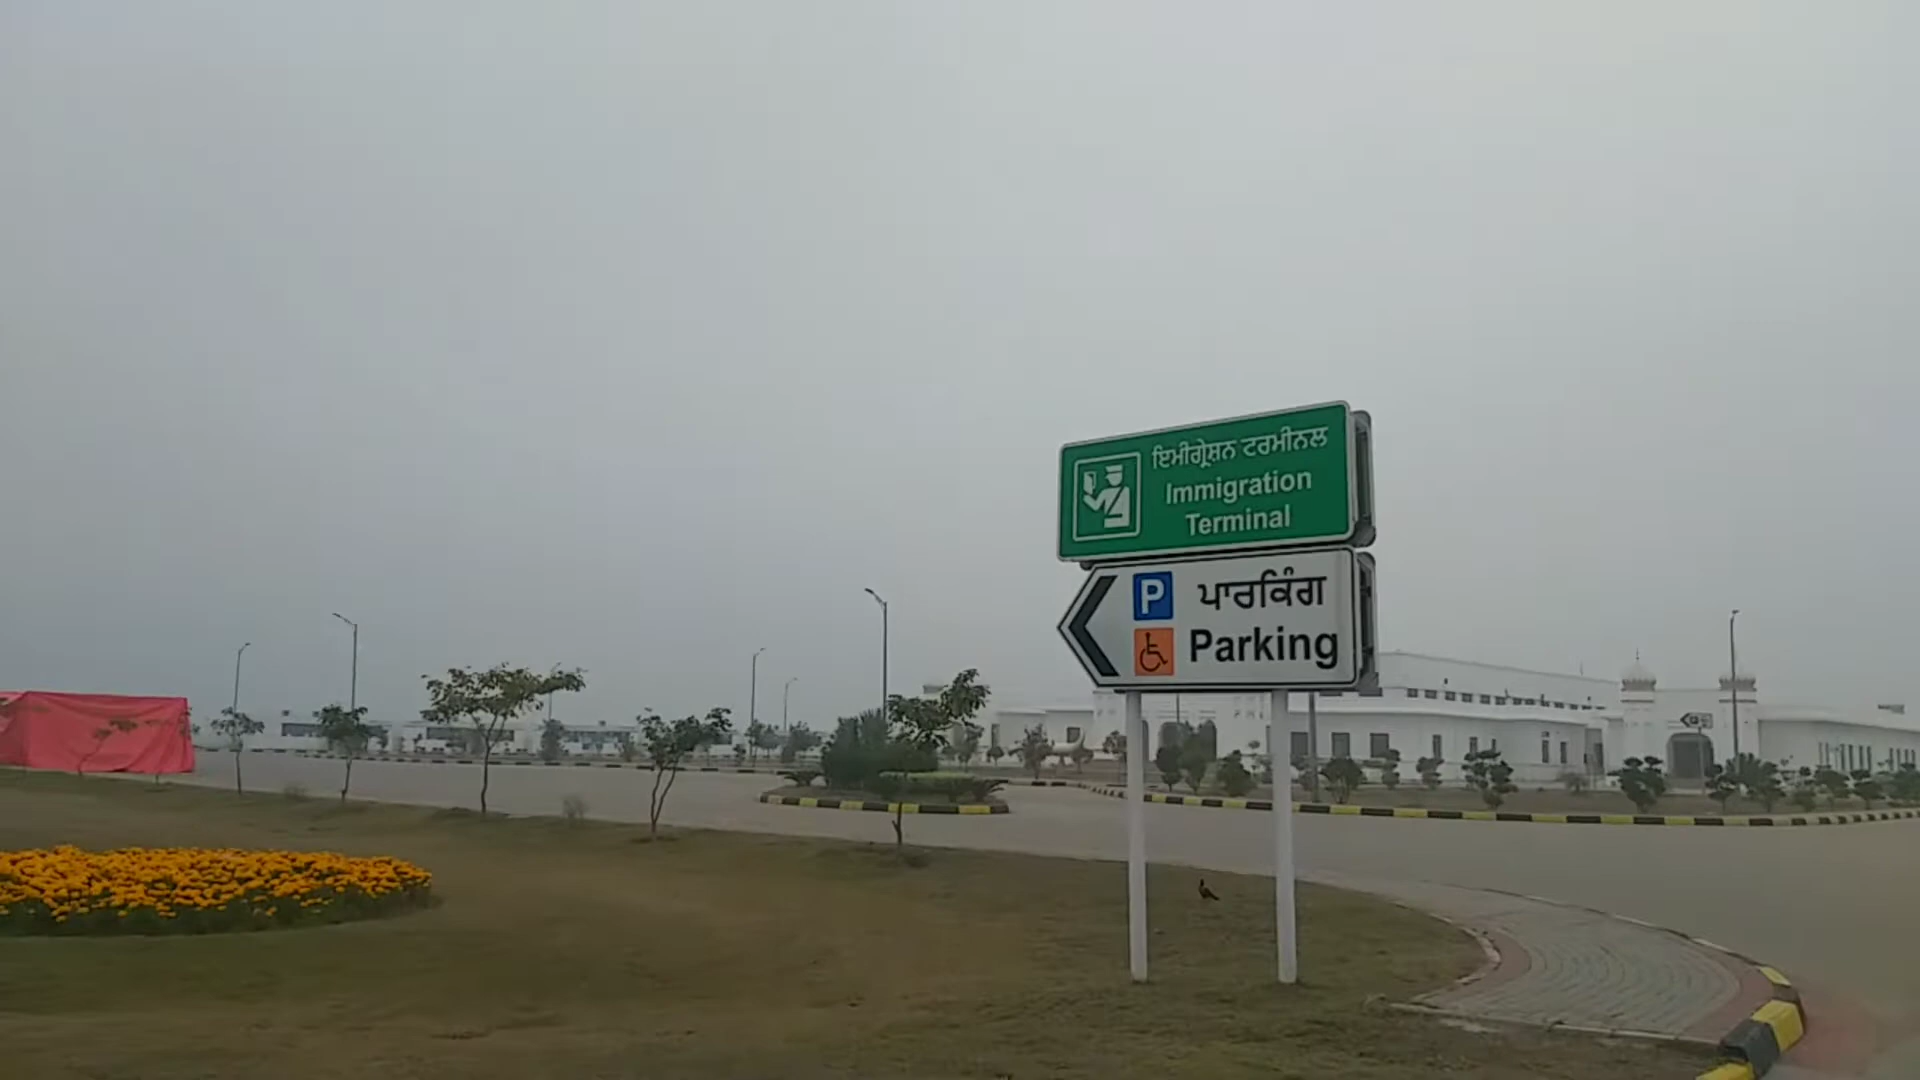 ਇਮੀਗ੍ਰੇਸ਼ਨ ਟਰਮੀਨਲ
Immigration
Terminal
P
ਪਾਰਕਿੰਗ
Parking